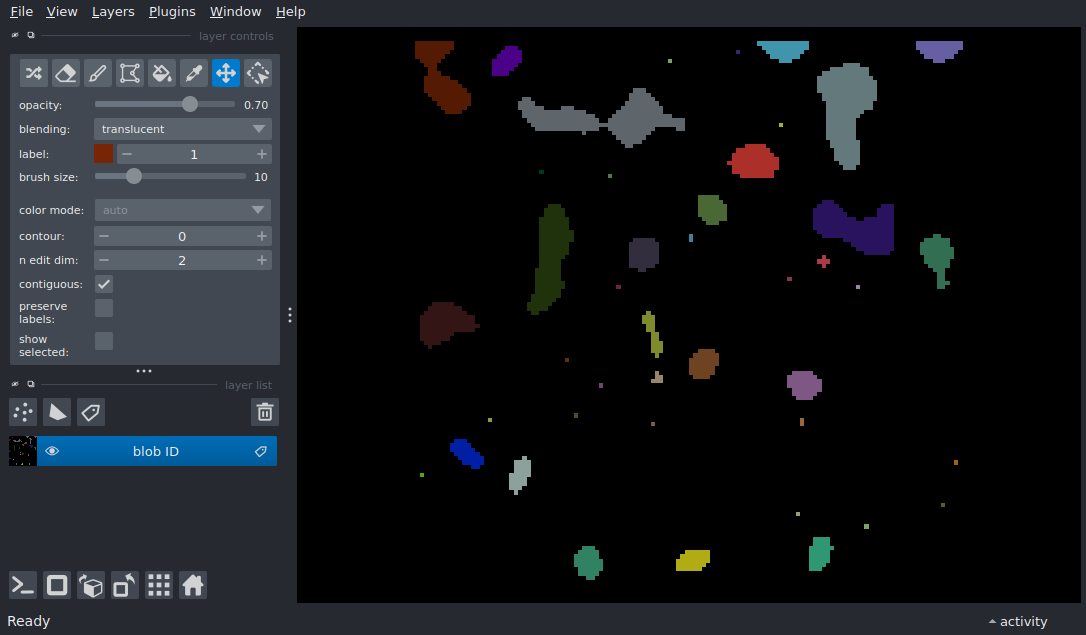 File View Layers Plugins Window Help
layer controls
opacity: 0.70
blending: translucent
label: 1
brush size: 10
color mode: auto
contour: 0
n edit dim: 2
contiguous:
preserve
labels:
show
selected:
layer list
blob ID
Ready
activity